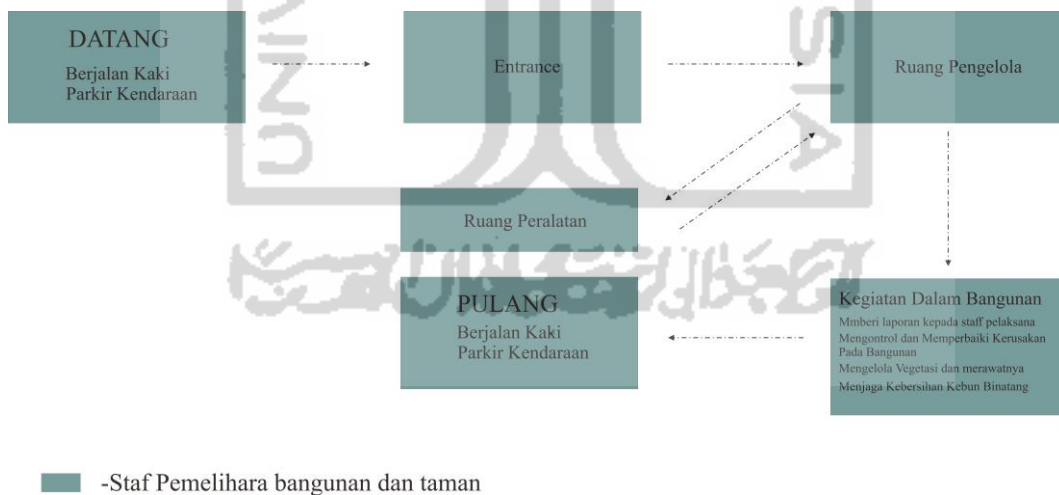 DATANG
Berjalan Kaki
Parkir Kendaraan
Entrance
Ruang Pengelola
Ruang Peralatan
PULANG
Berjalan Kaki
Parkir Kendaraan
Kegiatan Dalam Bangunan
Mmberi laporan kepada staff pelaksana
Mengontrol dan Memperbaiki Kerusakan
Pada Bangunan
Mengelola Vegetasi dan merawatnya
Menjaga Kebersihan Kebun Binatang
-Staf Pemelihara bangunan dan taman